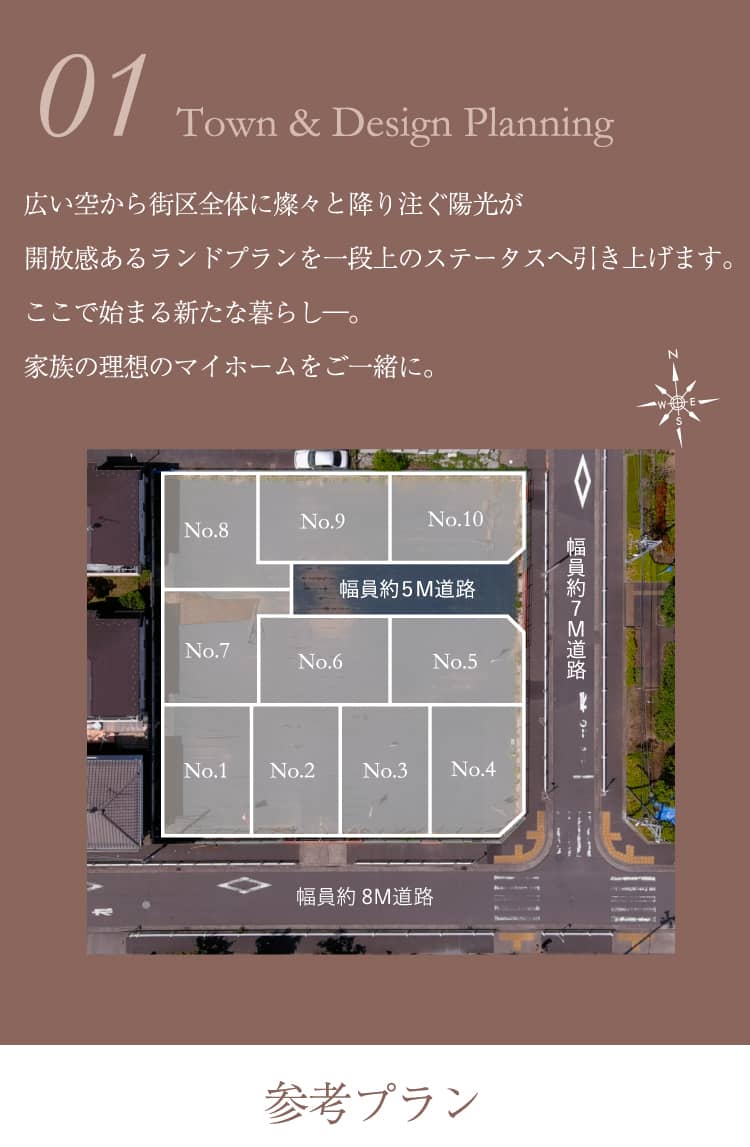 01 Town & Design Planning
広い空から街区全体に燦々と降り注ぐ陽光が
開放感あるランドプランを一段上のステータスへ引き上げます。
ここで始まる新たな暮らし―。
家族の理想のマイホームをご一緒に。
N
W E
S
No.8 No.9 No.10
幅員約5M道路
幅員約7M道路
No.7 No.6 No.5
No.1 No.2 No.3 No.4
幅員約 8M道路
参考プラン